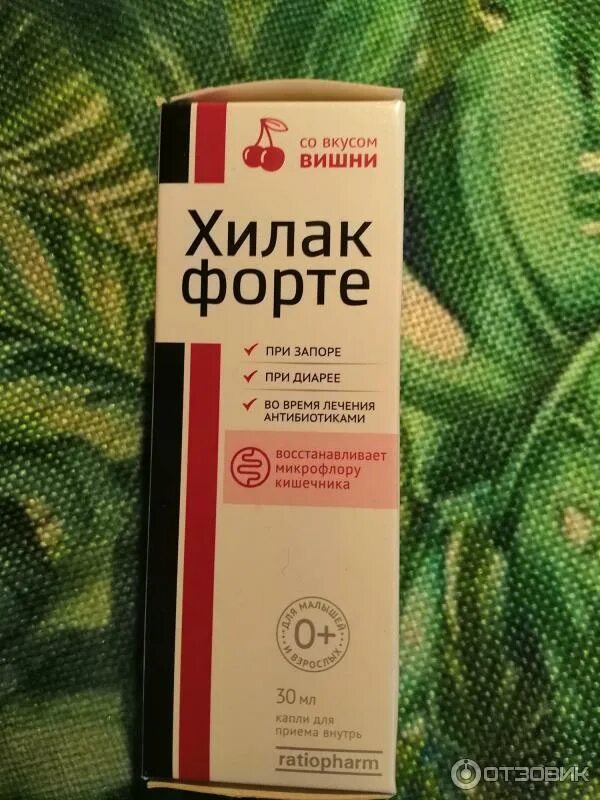 со вкусом
ВИШНИ
Хилак
форте
ПРИ ЗАПОРЕ
ПРИ ДИАРЕЕ
ВО ВРЕМЯ ЛЕЧЕНИЯ
АНТИБИОТИКАМИ
восстанавливает
микрофлору
кишечника
ДЛЯ МАЛЫШЕЙ
0+
И ВЗРОСЛЫХ
30 мл
капли для
приема внутрь
ratiopharm
ОТЗОВИК